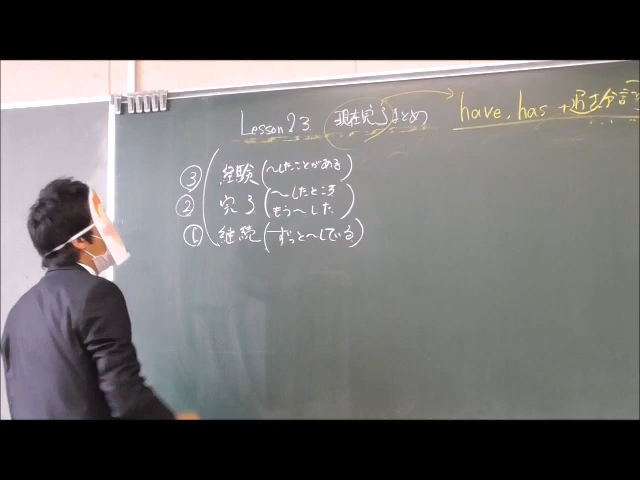 Lesson 23 現在完了まとめ have, has + 過去分詞
③ 経験 (〜したことがある)
② 完了 (〜したところ
もう〜した)
① 継続 (ずっと〜している)